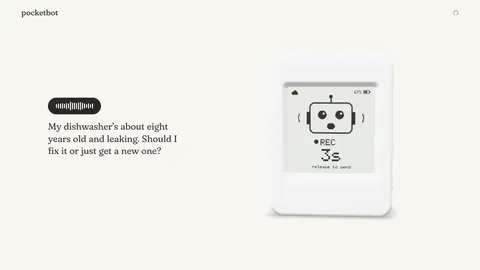 pocketbot
My dishwasher's about eight
years old and leaking. Should I
fix it or just get a new one?
67%
REC
3s
release to send